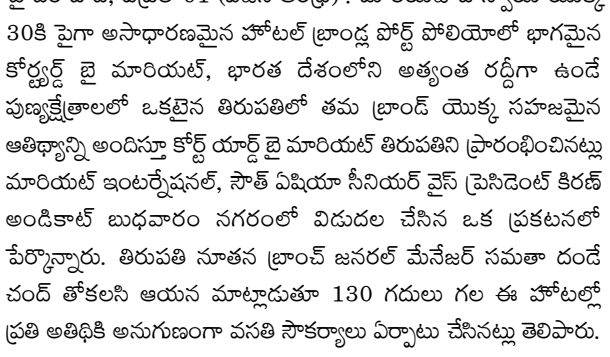 30కి పైగా అసాధారణమైన హోటల్ బ్రాండ్ల పోర్ట్ పోలియోలో భాగమైన
కోర్ట్యర్డ్ బై మారియట్, భారత దేశంలోని అత్యంత రద్దీగా ఉండే
పుణ్యక్షేత్రాలలో ఒకటైన తిరుపతిలో తమ బ్రాండ్ యొక్క సహజమైన
ఆతిథ్యాన్ని అందిస్తూ కోర్ట్ యార్డ్ బై మారియట్ తిరుపతిని ప్రారంభించినట్లు
మారియట్ ఇంటర్నేషనల్, సౌత్ ఏషియా సీనియర్ వైస్ ప్రెసిడెంట్ కిరణ్
అండికాట్ బుధవారం నగరంలో విడుదల చేసిన ఒక ప్రకటనలో
పేర్కొన్నారు. తిరుపతి నూతన బ్రాంచ్ జనరల్ మేనేజర్ సమతా దండే
చంద్ తోకలసి ఆయన మాట్లాడుతూ 130 గదులు గల ఈ హోటల్లో
ప్రతి అతిథికి అనుగుణంగా వసతి సౌకర్యాలు ఏర్పాటు చేసినట్లు తెలిపారు.